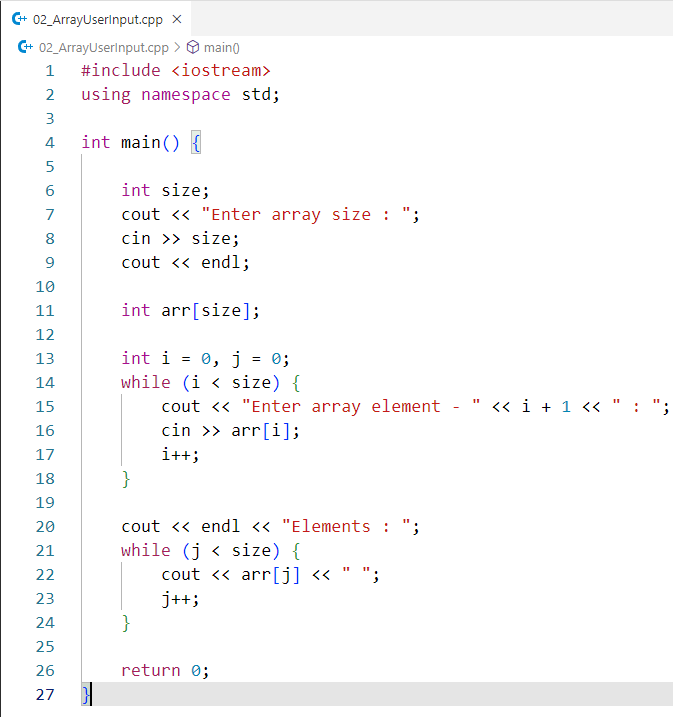 02_ArrayUserInput.cpp ×
02_ArrayUserInput.cpp > main()
1 #include <iostream>
2 using namespace std;
3
4 int main() {
5
6     int size;
7     cout << "Enter array size : ";
8     cin >> size;
9     cout << endl;
10
11     int arr[size];
12
13     int i = 0, j = 0;
14     while (i < size) {
15         cout << "Enter array element - " << i + 1 << " : ";
16         cin >> arr[i];
17         i++;
18     }
19
20     cout << endl << "Elements : ";
21     while (j < size) {
22         cout << arr[j] << " ";
23         j++;
24     }
25
26     return 0;
27 }